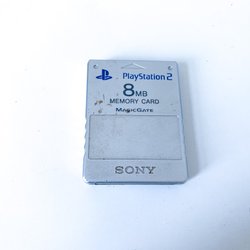 PlayStation 2
8MB
MEMORY CARD
MAGICGATE
SONY